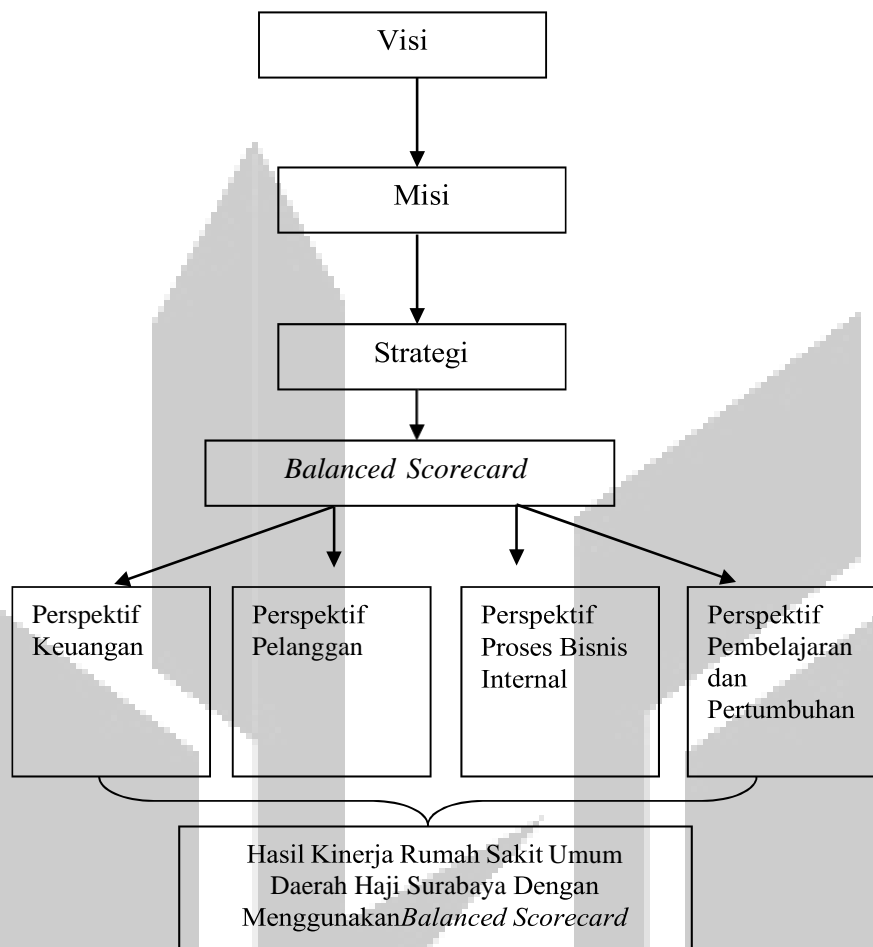 Visi
Misi
Strategi
Balanced Scorecard
Perspektif
Keuangan
Perspektif
Pelanggan
Perspektif
Proses Bisnis
Internal
Perspektif
Pembelajaran
dan
Pertumbuhan
Hasil Kinerja Rumah Sakit Umum
Daerah Haji Surabaya Dengan
MenggunakanBalanced Scorecard